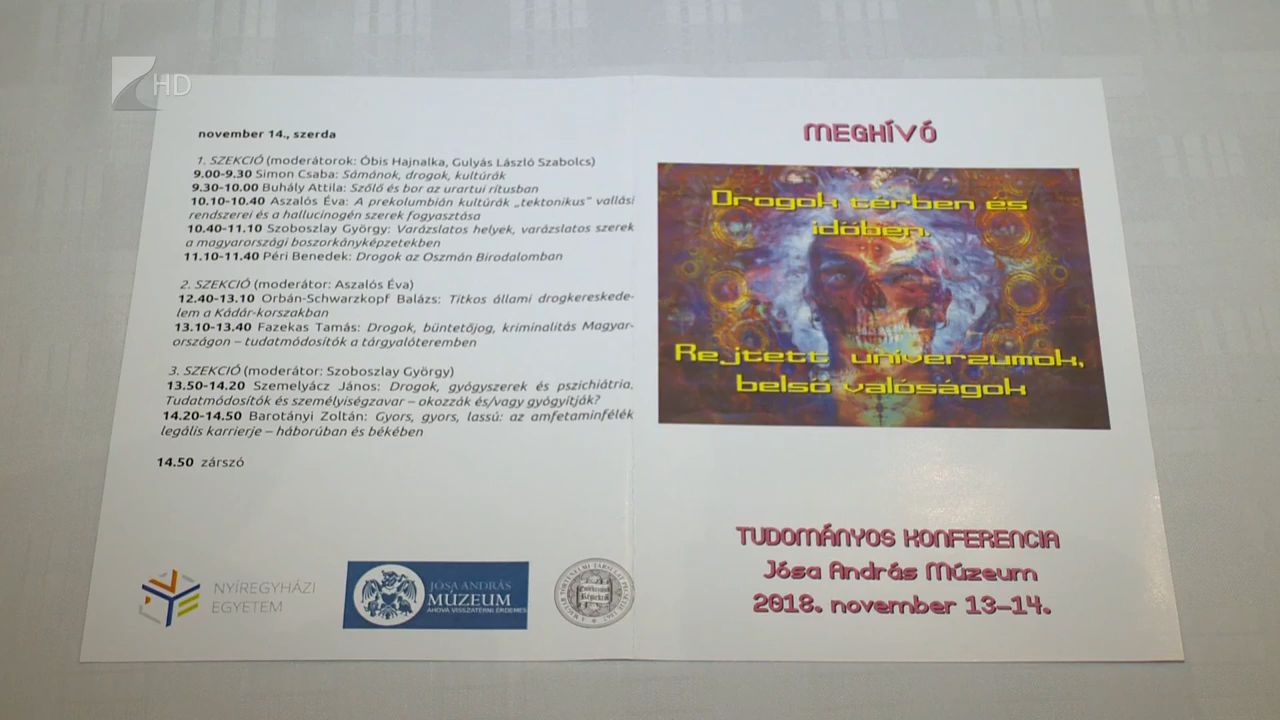 HD
november 14., szerda
1. SZEKCIÓ (moderátorok: Óbis Hajnalka, Gulyás László Szabolcs)
9.00-9.30 Simon Csaba: Sámánok, drogok, kultúrák
9.30-10.00 Buhály Attila: Szőlő és bor az urartui rítusban
10.10-10.40 Aszalós Éva: A prekolumbián kultúrák „tektonikus” vallási
rendszerei és a hallucinogén szerek fogyasztása
10.40-11.10 Szoboszlay György: Varázslatos helyek, varázslatos szerek
a magyarországi boszorkányképzetekben
11.10-11.40 Péri Benedek: Drogok az Oszmán Birodalomban
2. SZEKCIÓ (moderátor: Aszalós Éva)
12.40-13.10 Orbán-Schwarzkopf Balázs: Titkos állami drogkereskede-
lem a Kádár-korszakban
13.10-13.40 Fazekas Tamás: Drogok, büntetőjog, kriminalitás Magyar-
országon – tudatmódosítók a tárgyalóteremben
3. SZEKCIÓ (moderátor: Szoboszlay György)
13.50-14.20 Szemelyácz János: Drogok, gyógyszerek és pszichiátria.
Tudatmódosítók és személyiségzavar – okozzák és/vagy gyógyítják?
14.20-14.50 Barotányi Zoltán: Gyors, gyors, lassú: az amfetaminfélék
legális karrierje – háborúban és békében
14.50 zárszó
NYÍREGYHÁZI
EGYETEM
JÓSA ANDRÁS
MÚZEUM
AHOVA VISSZATÉRNI ÉRDEMES
MEGHÍVÓ
Drogok térben és
időben.
Rejtett univerzumok,
belső valóságok
TUDOMÁNYOS KONFERENCIA
Jósa András Múzeum
2018. november 13-14.